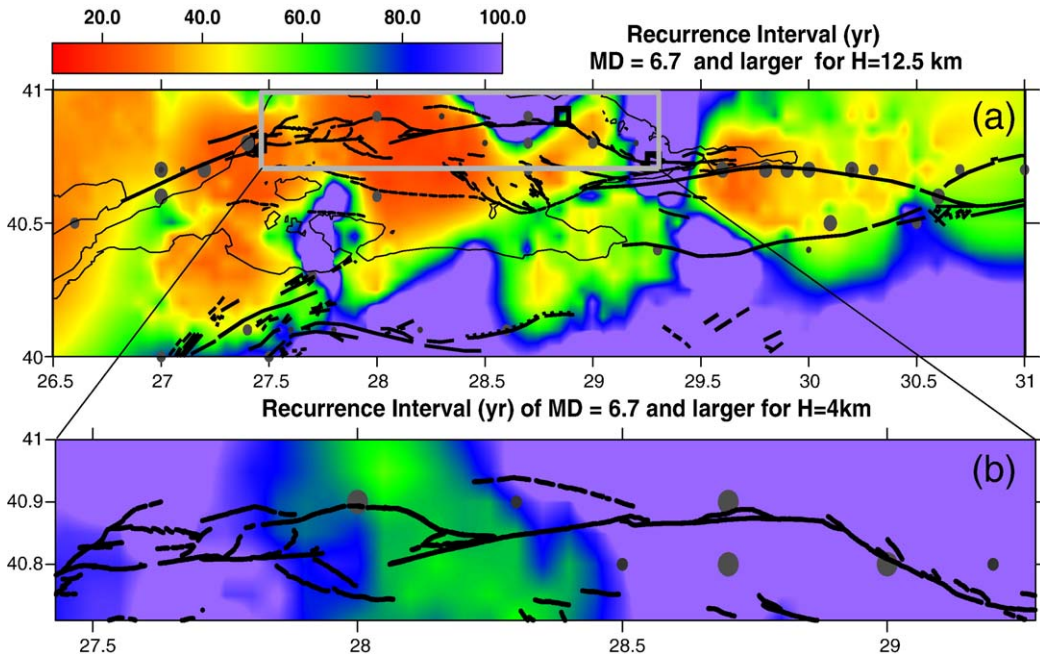 20.0 40.0 60.0 80.0 100.0
Recurrence Interval (yr)
MD = 6.7 and larger for H=12.5 km
41
(a)
40.5
40
26.5 27 27.5 28 28.5 29 29.5 30 30.5 31
Recurrence Interval (yr) of MD = 6.7 and larger for H=4km
41
(b)
40.9
40.8
27.5 28 28.5 29